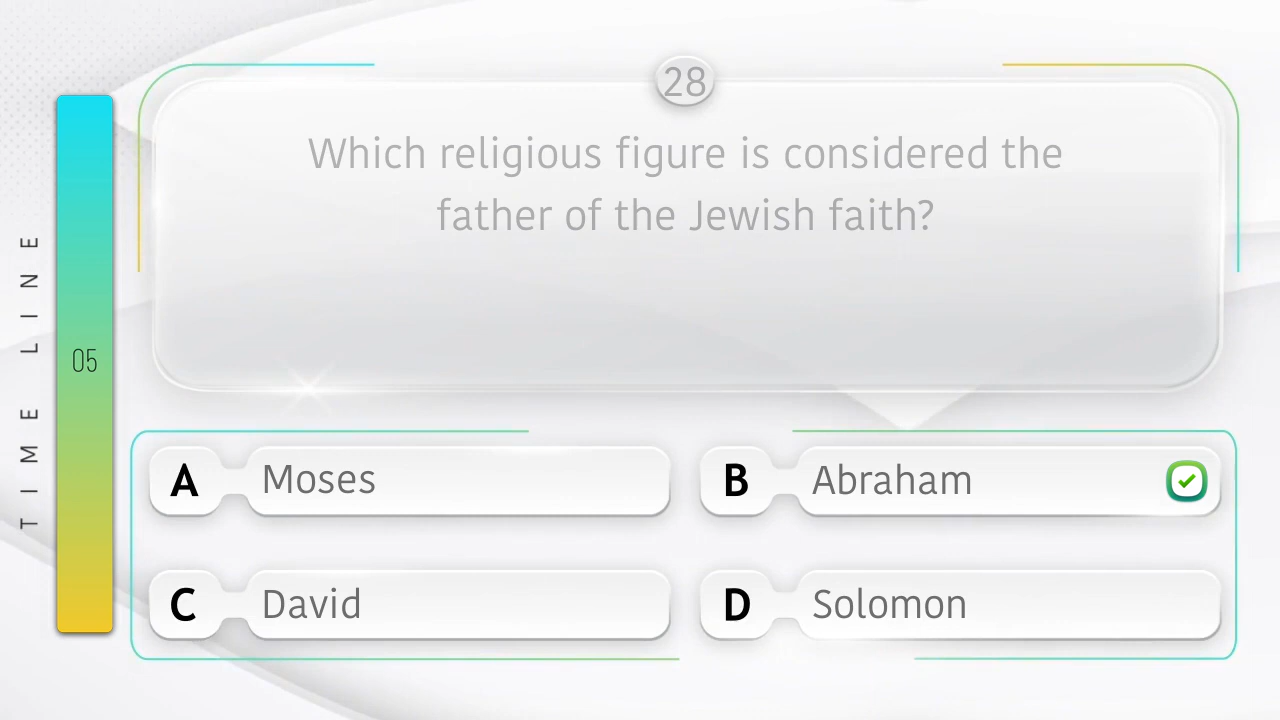 28
Which religious figure is considered the
father of the Jewish faith?
TIME LINE
05
A Moses
B Abraham
C David
D Solomon